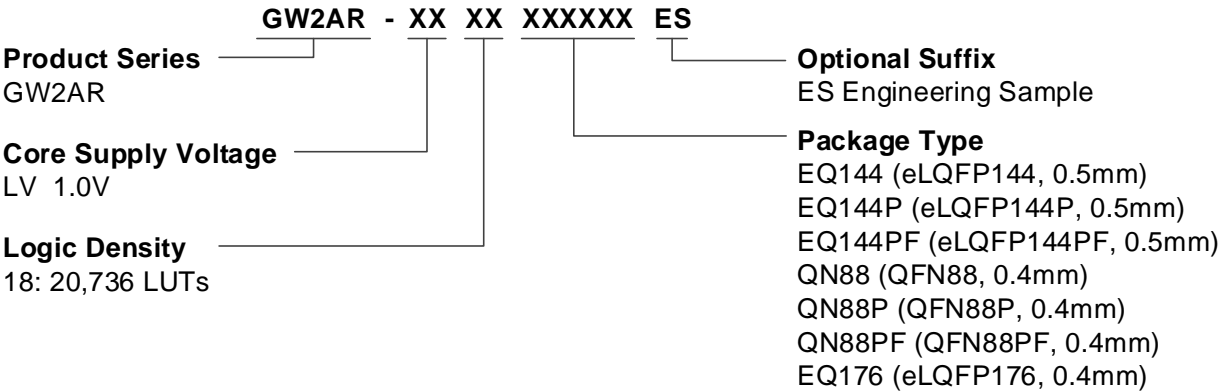 GW2AR - XX XX XXXXXX ES
Product Series
GW2AR
Core Supply Voltage
LV 1.0V
Logic Density
18: 20,736 LUTs
Optional Suffix
ES Engineering Sample
Package Type
EQ144 (eLQFP144, 0.5mm)
EQ144P (eLQFP144P, 0.5mm)
EQ144PF (eLQFP144PF, 0.5mm)
QN88 (QFN88, 0.4mm)
QN88P (QFN88P, 0.4mm)
QN88PF (QFN88PF, 0.4mm)
EQ176 (eLQFP176, 0.4mm)